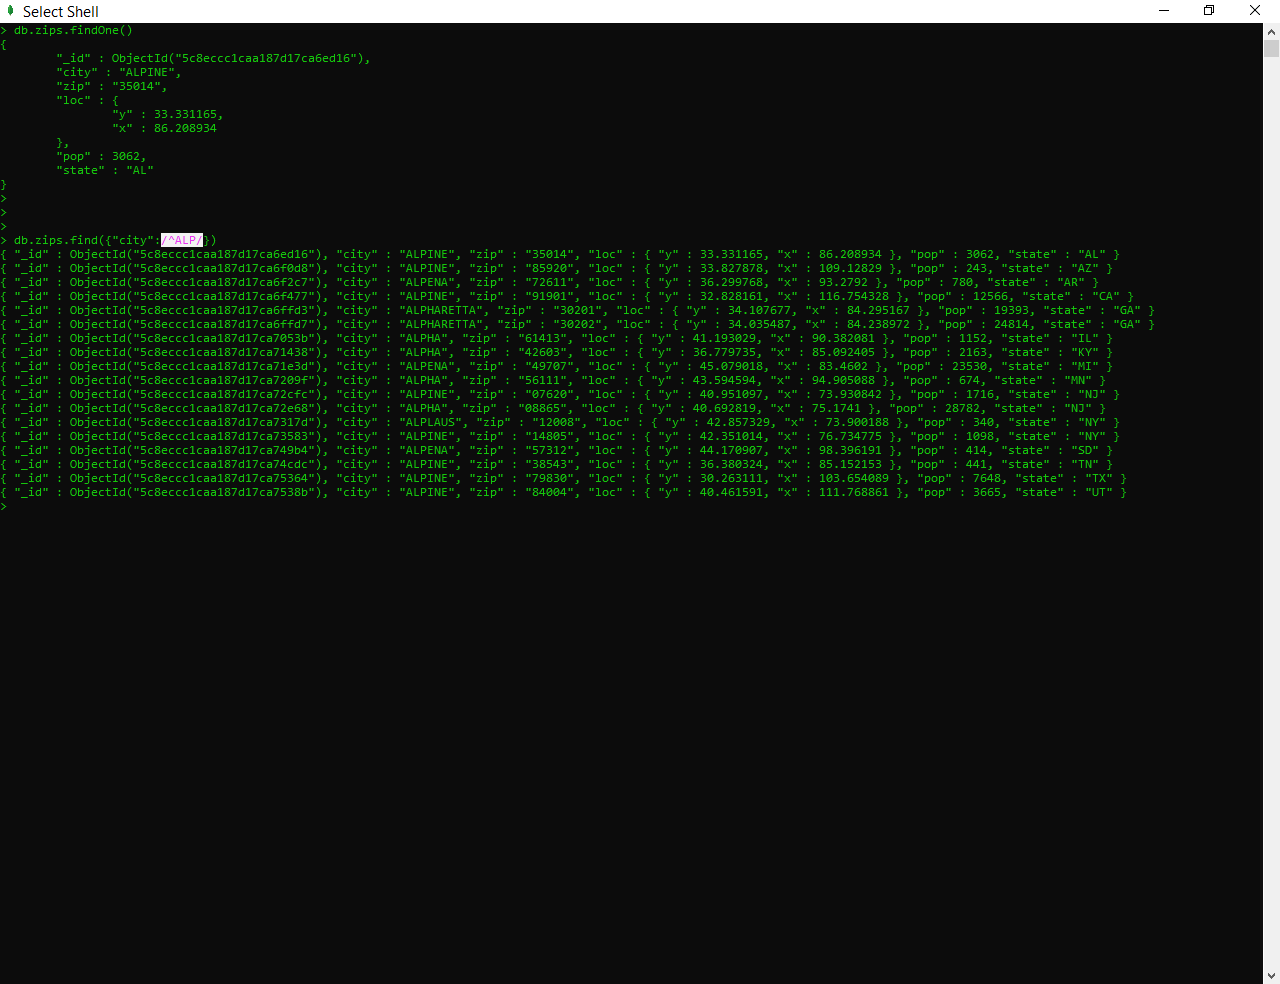 Select Shell
> db.zips.findOne()
{
        "_id" : ObjectId("5c8eccc1caa187d17ca6ed16"),
        "city" : "ALPINE",
        "zip" : "35014",
        "loc" : {
                "y" : 33.331165,
                "x" : 86.208934
        },
        "pop" : 3062,
        "state" : "AL"
}
>
>
>
> db.zips.find({"city":/^ALP/})
{ "_id" : ObjectId("5c8eccc1caa187d17ca6ed16"), "city" : "ALPINE", "zip" : "35014", "loc" : { "y" : 33.331165, "x" : 86.208934 }, "pop" : 3062, "state" : "AL" }
{ "_id" : ObjectId("5c8eccc1caa187d17ca6f0d8"), "city" : "ALPINE", "zip" : "85920", "loc" : { "y" : 33.827878, "x" : 109.12829 }, "pop" : 243, "state" : "AZ" }
{ "_id" : ObjectId("5c8eccc1caa187d17ca6f2c7"), "city" : "ALPENA", "zip" : "72611", "loc" : { "y" : 36.299768, "x" : 93.2792 }, "pop" : 780, "state" : "AR" }
{ "_id" : ObjectId("5c8eccc1caa187d17ca6f477"), "city" : "ALPINE", "zip" : "91901", "loc" : { "y" : 32.828161, "x" : 116.754328 }, "pop" : 12566, "state" : "CA" }
{ "_id" : ObjectId("5c8eccc1caa187d17ca6ffd3"), "city" : "ALPHARETTA", "zip" : "30201", "loc" : { "y" : 34.107677, "x" : 84.295167 }, "pop" : 19393, "state" : "GA" }
{ "_id" : ObjectId("5c8eccc1caa187d17ca6ffd7"), "city" : "ALPHARETTA", "zip" : "30202", "loc" : { "y" : 34.035487, "x" : 84.238972 }, "pop" : 24814, "state" : "GA" }
{ "_id" : ObjectId("5c8eccc1caa187d17ca7053b"), "city" : "ALPHA", "zip" : "61413", "loc" : { "y" : 41.193029, "x" : 90.382081 }, "pop" : 1152, "state" : "IL" }
{ "_id" : ObjectId("5c8eccc1caa187d17ca71438"), "city" : "ALPHA", "zip" : "42603", "loc" : { "y" : 36.779735, "x" : 85.092405 }, "pop" : 2163, "state" : "KY" }
{ "_id" : ObjectId("5c8eccc1caa187d17ca71e3d"), "city" : "ALPENA", "zip" : "49707", "loc" : { "y" : 45.079018, "x" : 83.4602 }, "pop" : 23530, "state" : "MI" }
{ "_id" : ObjectId("5c8eccc1caa187d17ca7209f"), "city" : "ALPHA", "zip" : "56111", "loc" : { "y" : 43.594594, "x" : 94.905088 }, "pop" : 674, "state" : "MN" }
{ "_id" : ObjectId("5c8eccc1caa187d17ca72cfc"), "city" : "ALPINE", "zip" : "07620", "loc" : { "y" : 40.951097, "x" : 73.930842 }, "pop" : 1716, "state" : "NJ" }
{ "_id" : ObjectId("5c8eccc1caa187d17ca72e68"), "city" : "ALPHA", "zip" : "08865", "loc" : { "y" : 40.692819, "x" : 75.1741 }, "pop" : 28782, "state" : "NJ" }
{ "_id" : ObjectId("5c8eccc1caa187d17ca7317d"), "city" : "ALPLAUS", "zip" : "12008", "loc" : { "y" : 42.857329, "x" : 73.900188 }, "pop" : 340, "state" : "NY" }
{ "_id" : ObjectId("5c8eccc1caa187d17ca73583"), "city" : "ALPINE", "zip" : "14805", "loc" : { "y" : 42.351014, "x" : 76.734775 }, "pop" : 1098, "state" : "NY" }
{ "_id" : ObjectId("5c8eccc1caa187d17ca749b4"), "city" : "ALPENA", "zip" : "57312", "loc" : { "y" : 44.170907, "x" : 98.396191 }, "pop" : 414, "state" : "SD" }
{ "_id" : ObjectId("5c8eccc1caa187d17ca74cdc"), "city" : "ALPINE", "zip" : "38543", "loc" : { "y" : 36.380324, "x" : 85.152153 }, "pop" : 441, "state" : "TN" }
{ "_id" : ObjectId("5c8eccc1caa187d17ca75364"), "city" : "ALPINE", "zip" : "79830", "loc" : { "y" : 30.263111, "x" : 103.654089 }, "pop" : 7648, "state" : "TX" }
{ "_id" : ObjectId("5c8eccc1caa187d17ca7538b"), "city" : "ALPINE", "zip" : "84004", "loc" : { "y" : 40.461591, "x" : 111.768861 }, "pop" : 3665, "state" : "UT" }
>